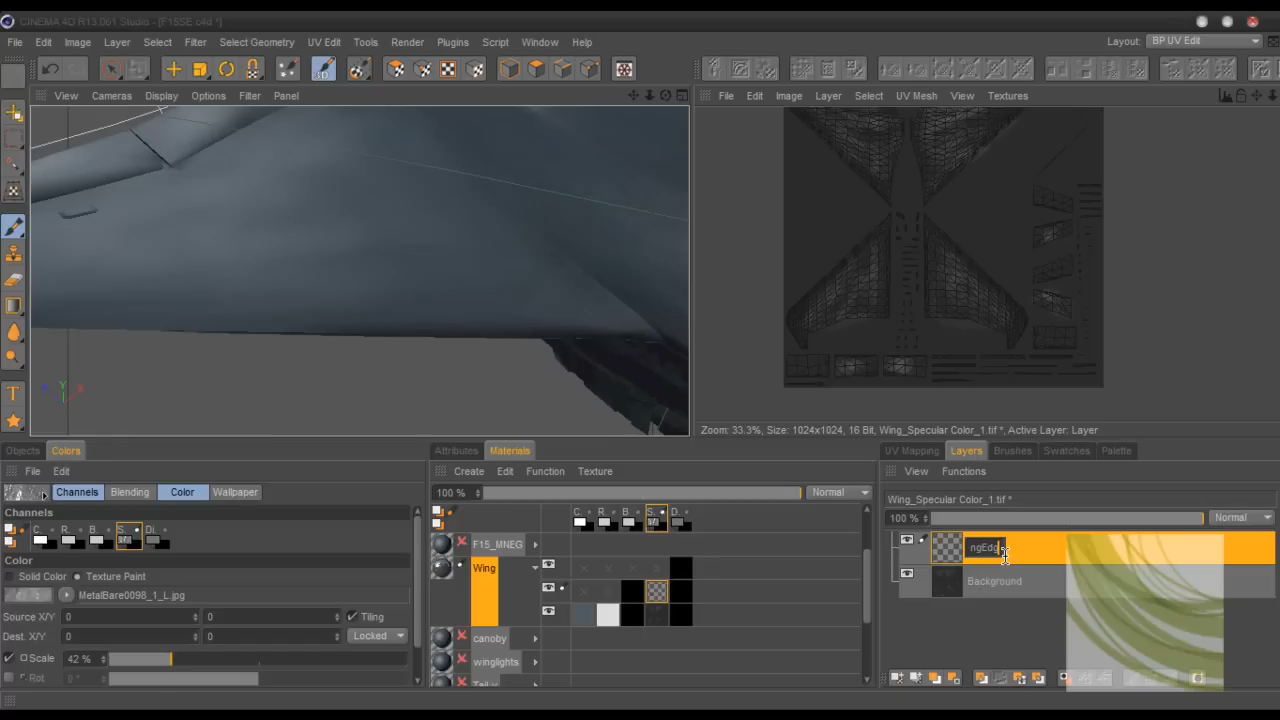 CINEMA 4D R13.061 Studio - [F15SE c4d *]
File Edit Image Layer Select Filter Select Geometry UV Edit Tools Render Plugins Script Window Help Layout: BP UV Edit
View Cameras Display Options Filter Panel
File Edit Image Layer Select UV Mesh View Textures
Y X
Zoom: 33.3%, Size: 1024x1024, 16 Bit, Wing_Specular Color_1.tif *, Active Layer: Layer
Objects Colors
File Edit
Channels Blending Color Wallpaper
Channels
C. R. B. S. Di.
Color
Solid Color Texture Paint
MetalBare0098_1_L.jpg
Source X/Y 0 0 Tiling
Dest. X/Y 0 0 Locked
Scale 42 %
Rot. 0 °
Attributes Materials
Create Edit Function Texture
100 % Normal
C. R. B. S. D.
F15_MNEG
Wing
canoby
winglights
UV Mapping Layers Brushes Swatches Palette
View Functions
Wing_Specular Color_1.tif *
100 % Normal
ngEdg
Background